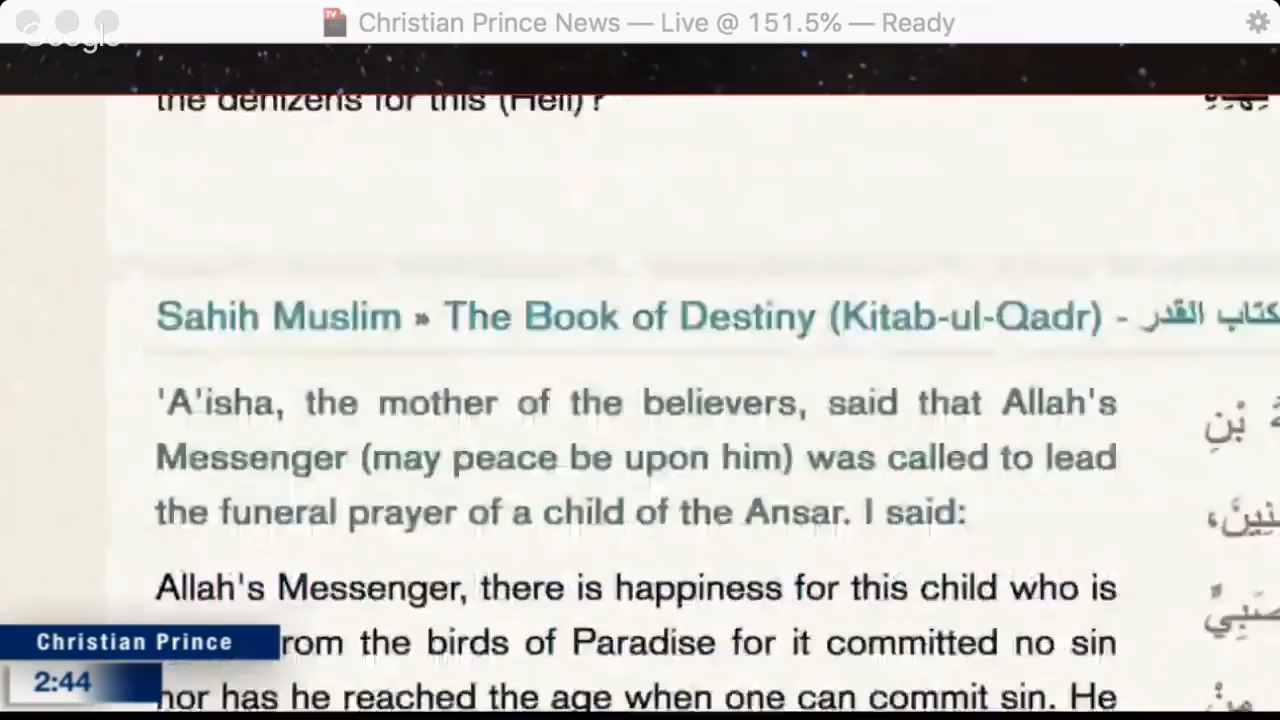 Christian Prince News — Live @ 151.5% — Ready
Google
the denizens for this (Hell)?
Sahih Muslim » The Book of Destiny (Kitab-ul-Qadr) - كتاب القدر
'A'isha, the mother of the believers, said that Allah's
Messenger (may peace be upon him) was called to lead
the funeral prayer of a child of the Ansar. I said:
Allah's Messenger, there is happiness for this child who is
from the birds of Paradise for it committed no sin
nor has he reached the age when one can commit sin. He
بْنِ
Christian Prince
2:44